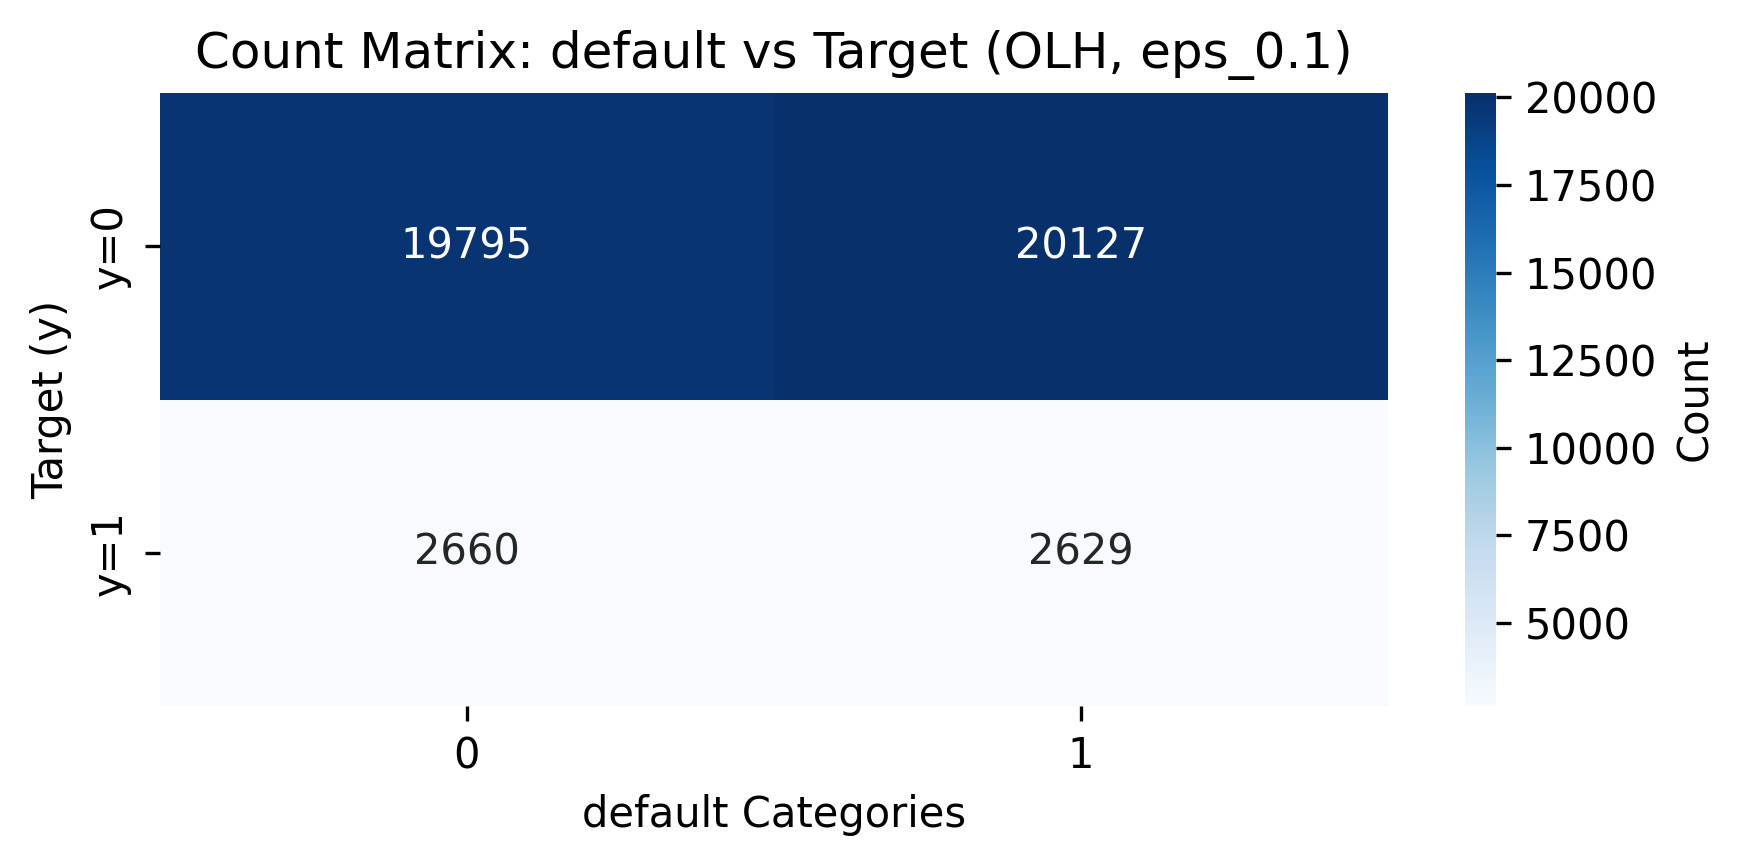 Count Matrix: default vs Target (OLH, eps_0.1)
Target (y)
y=0
y=1
19795 20127
2660 2629
0 1
default Categories
20000
17500
15000
12500
10000
7500
5000
Count